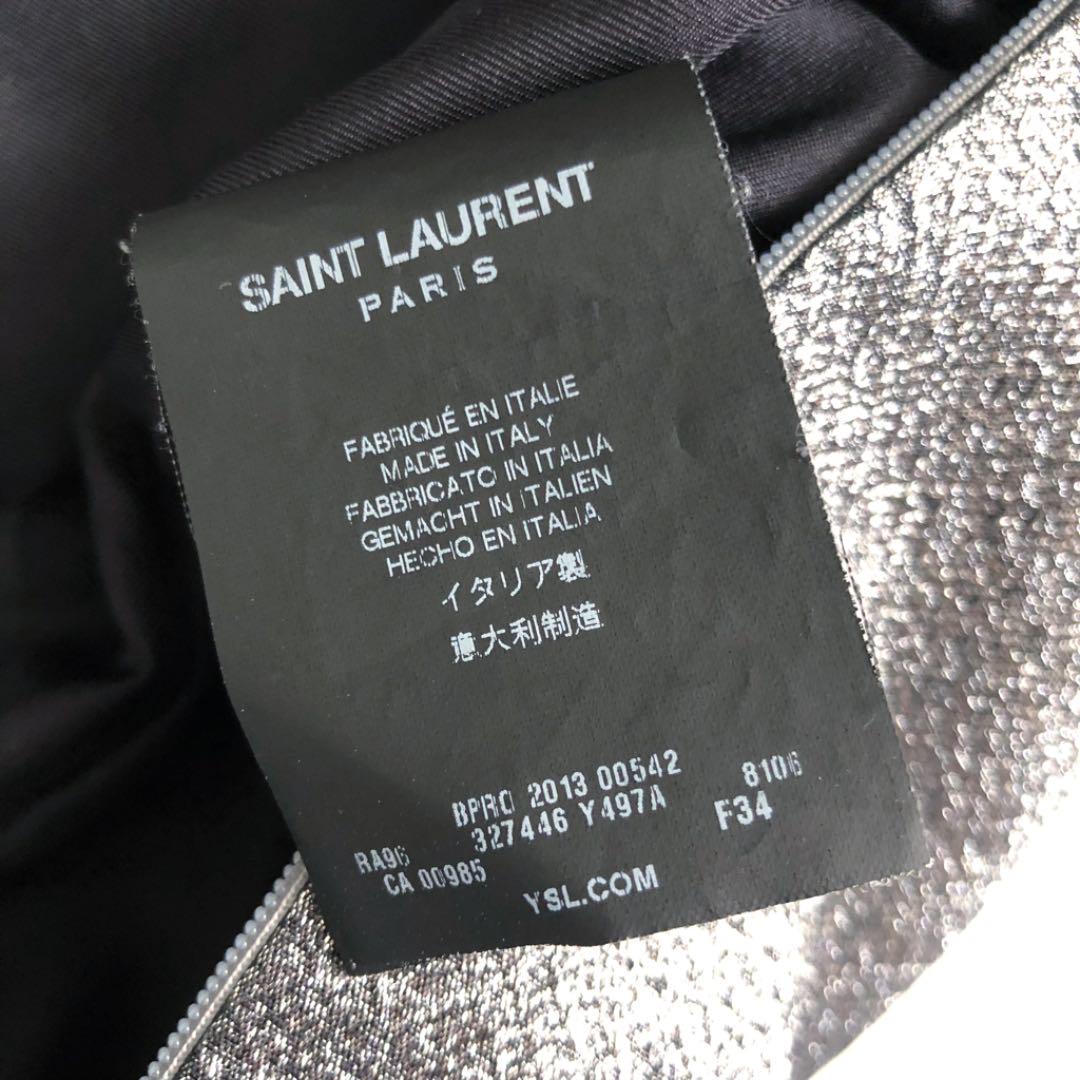 SAINT LAURENT
PARIS
FABRIQUÉ EN ITALIE
MADE IN ITALY
FABBRICATO IN ITALIA
GEMACHT IN ITALIEN
HECHO EN ITALIA
イタリア製
意大利制造
BPRO 2013 00542 8106
327446 Y497A F34
RA96
CA 00985
YSL.COM